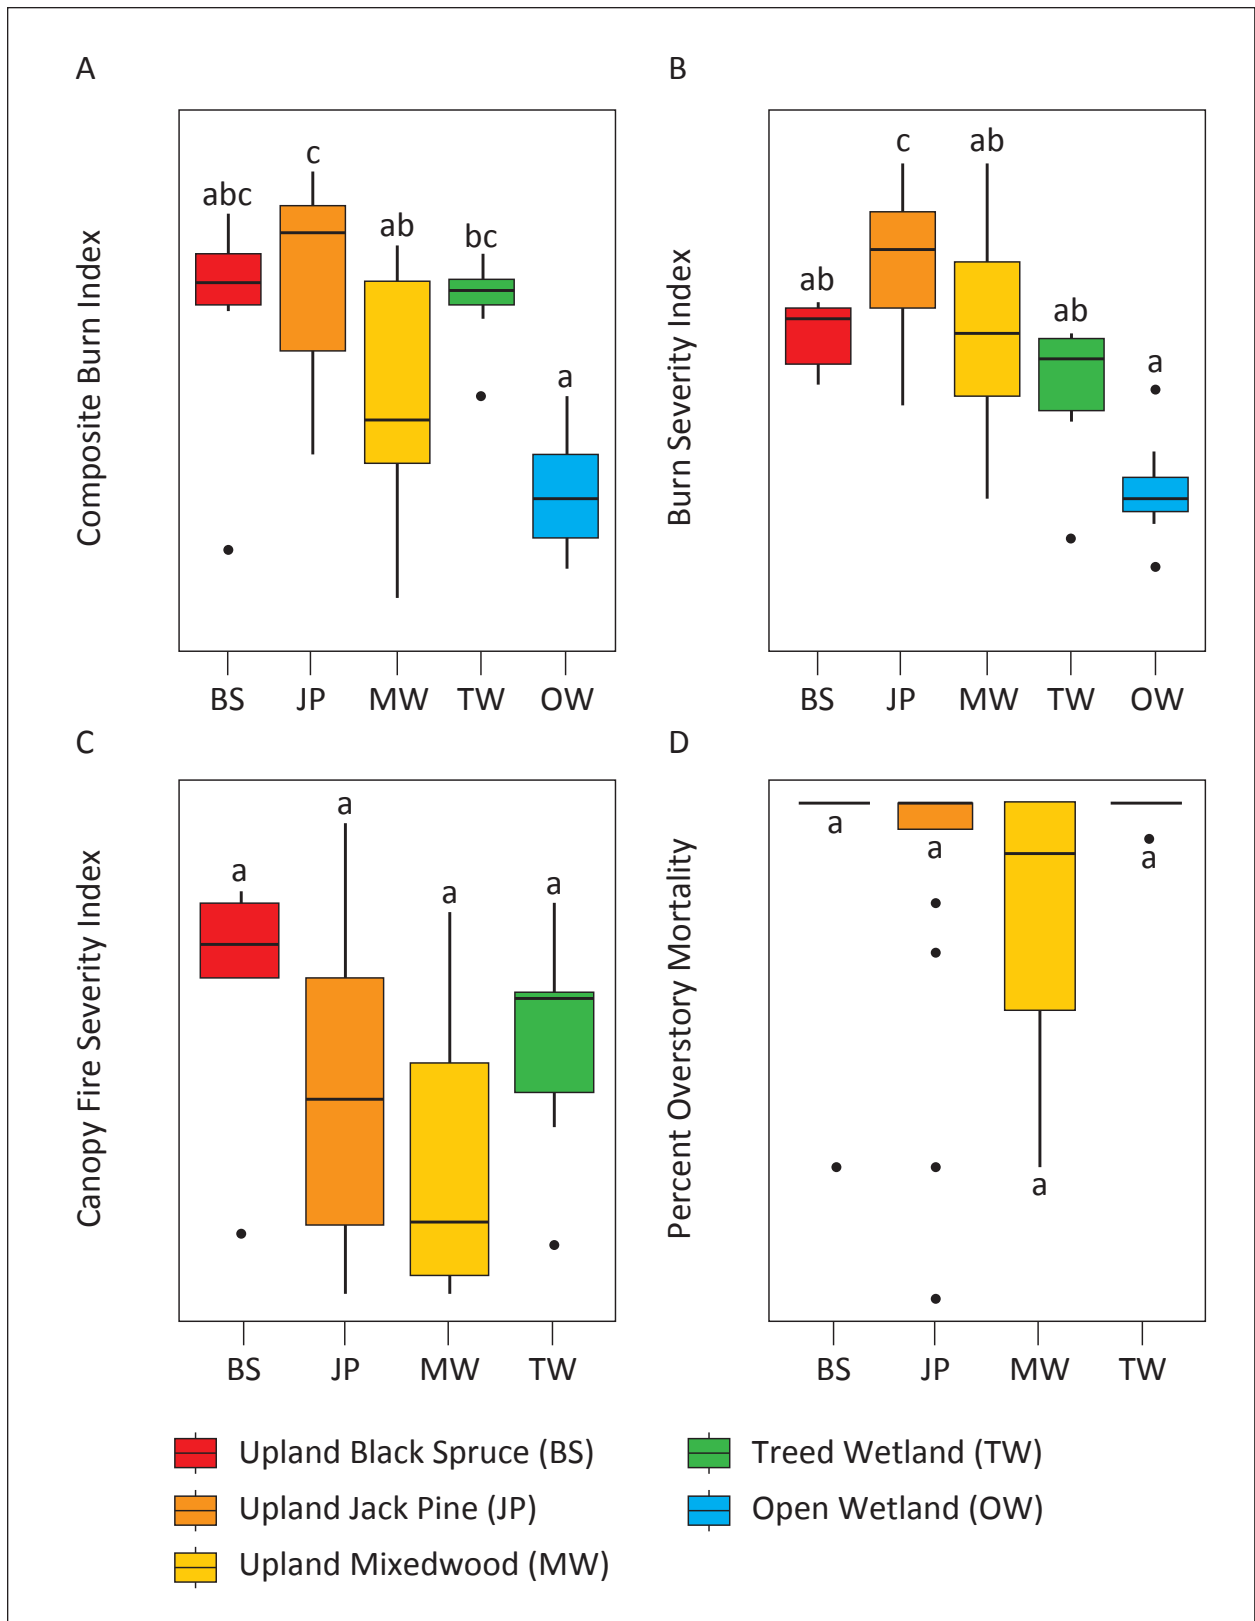 A
Composite Burn Index
abc
c
ab
bc
a
BS JP MW TW OW
B
Burn Severity Index
ab
c
ab
ab
a
BS JP MW TW OW
C
Canopy Fire Severity Index
a
a
a
a
BS JP MW TW
D
Percent Overstory Mortality
a
a
a
a
BS JP MW TW
Upland Black Spruce (BS)
Upland Jack Pine (JP)
Upland Mixedwood (MW)
Treed Wetland (TW)
Open Wetland (OW)